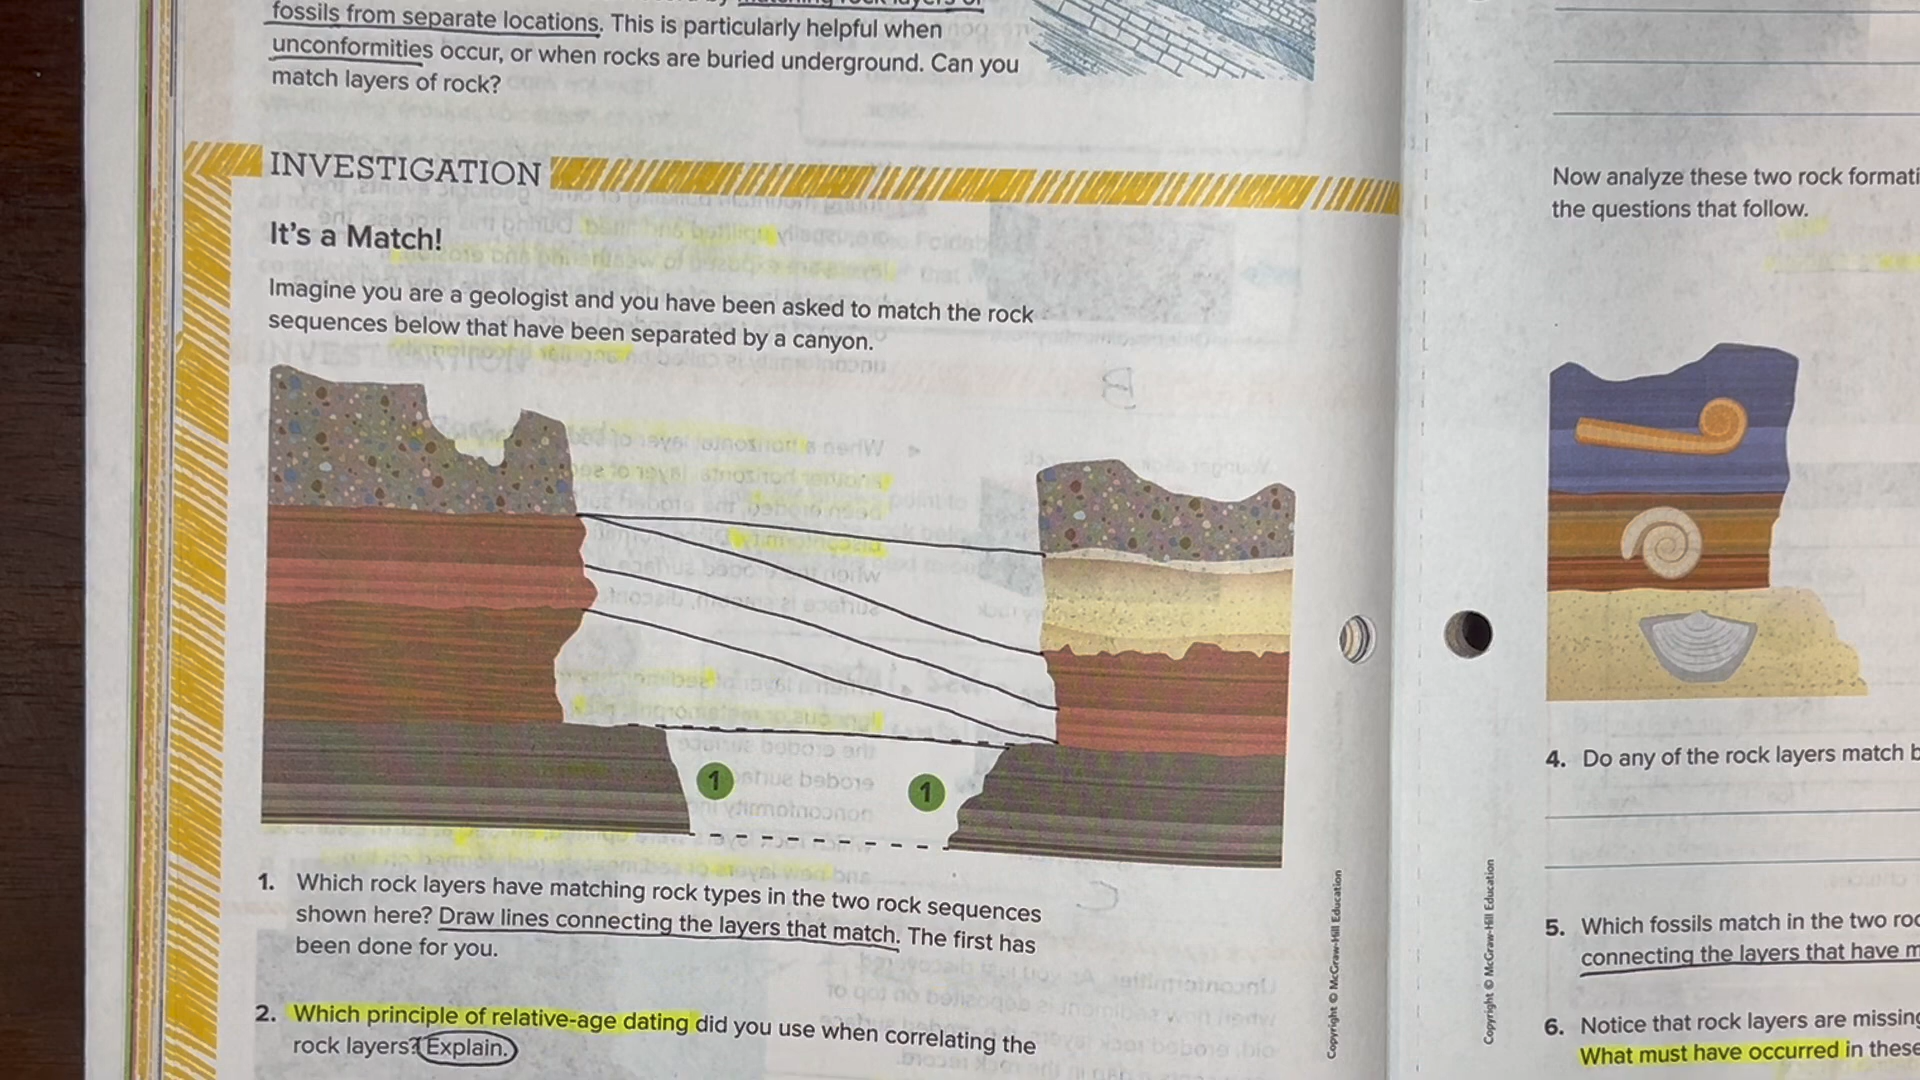 fossils from separate locations. This is particularly helpful when
unconformities occur, or when rocks are buried underground. Can you
match layers of rock?
INVESTIGATION
It's a Match!
Imagine you are a geologist and you have been asked to match the rock
sequences below that have been separated by a canyon.
B
1
1
C
1. Which rock layers have matching rock types in the two rock sequences
shown here? Draw lines connecting the layers that match. The first has
been done for you.
2. Which principle of relative-age dating did you use when correlating the
rock layers? Explain.
Copyright © McGraw-Hill Education
Copyright © McGraw-Hill Education
Now analyze these two rock formati
the questions that follow.
4. Do any of the rock layers match b
5. Which fossils match in the two roc
connecting the layers that have m
6. Notice that rock layers are missing
What must have occurred in these